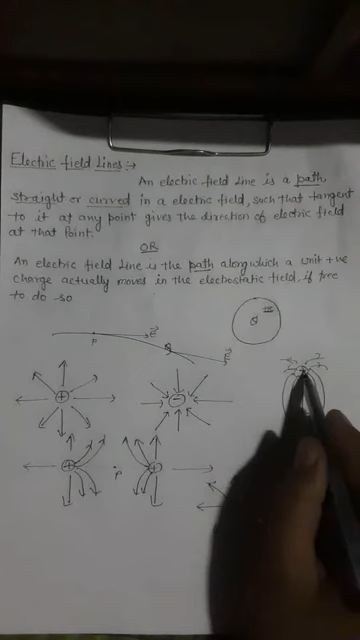 Electric field Lines:→
An electric field Line is a path,
straight or curved in a electric field, such that tangent
to it at any point gives the direction of electric field
at that Point.
OR
An electric field Line is the path along which a unit +ve
charge actually moves in the electrostatic field, if free
to do so
P
E
E
+
-
+
P
+